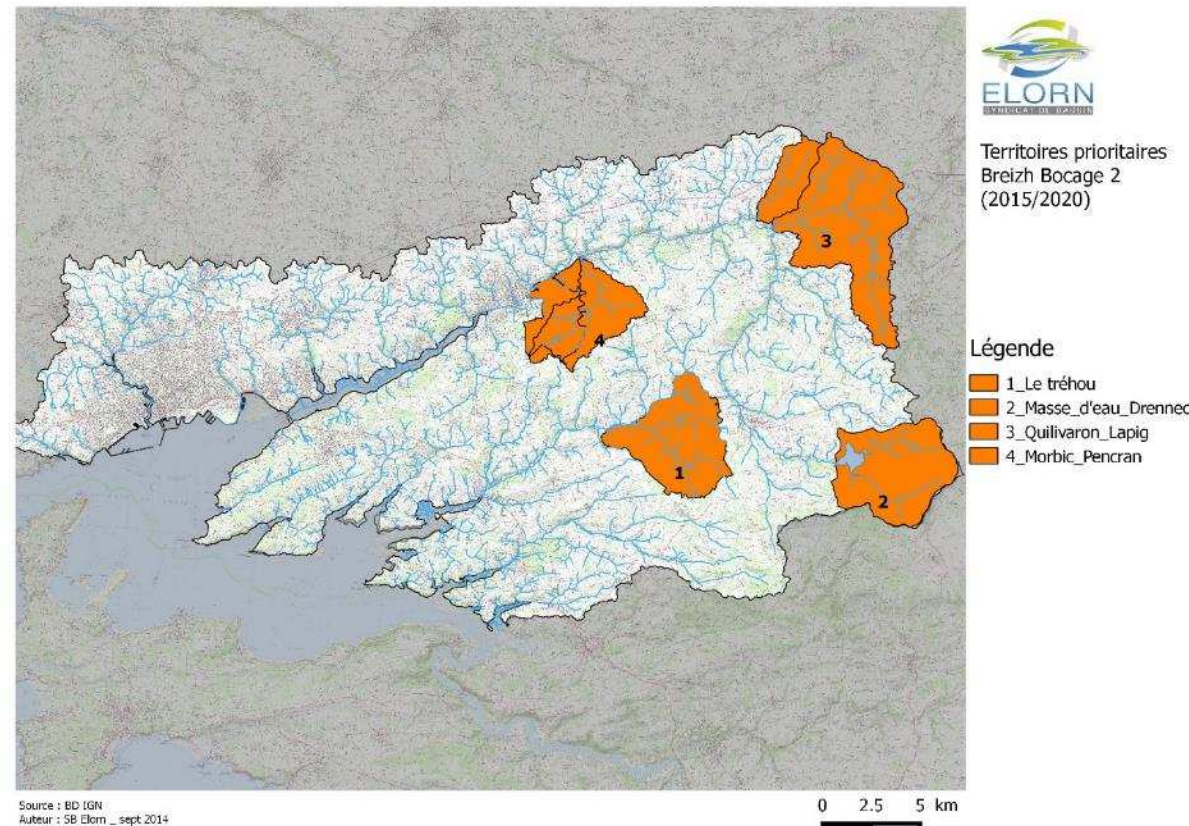 ELORN
SYNDICAT DE BASSIN
Territoires prioritaires
Breizh Bocage 2
(2015/2020)
3
4
1
2
Légende
1_Le tréhou
2_Masse_d'eau_Drennec
3_Quilivaron_Lapig
4_Morbic_Pencran
Source : BD IGN
Auteur : SB Elorn _ sept 2014
0 2.5 5 km